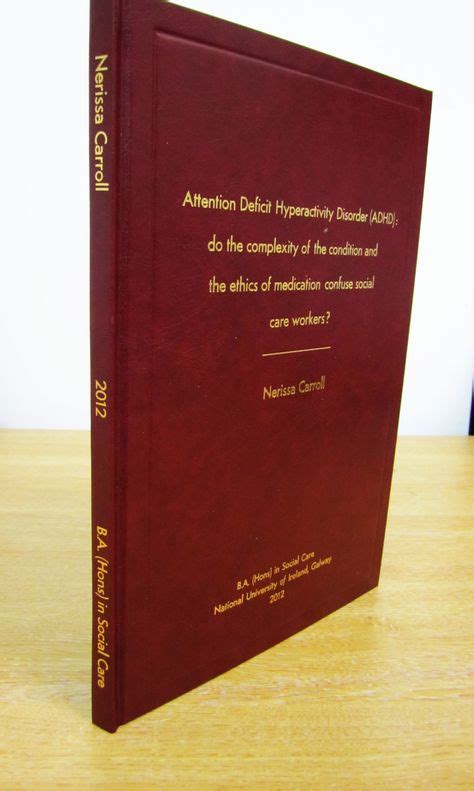 Nerissa Carroll
2012
B.A. (Hons) in Social Care
Attention Deficit Hyperactivity Disorder (ADHD):
do the complexity of the condition and
the ethics of medication confuse social
care workers?
Nerissa Carroll
B.A. (Hons) in Social Care
National University of Ireland, Galway
2012